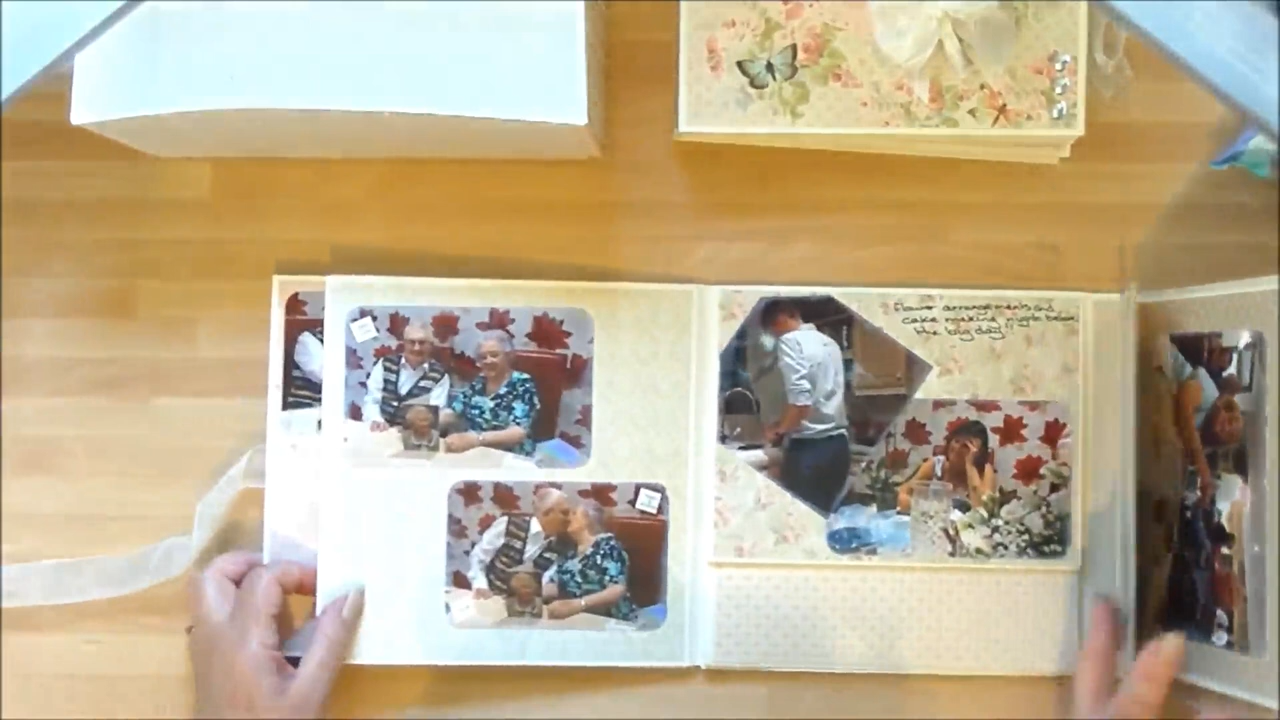 Flower arrangements and
cake making night before
the big day!!